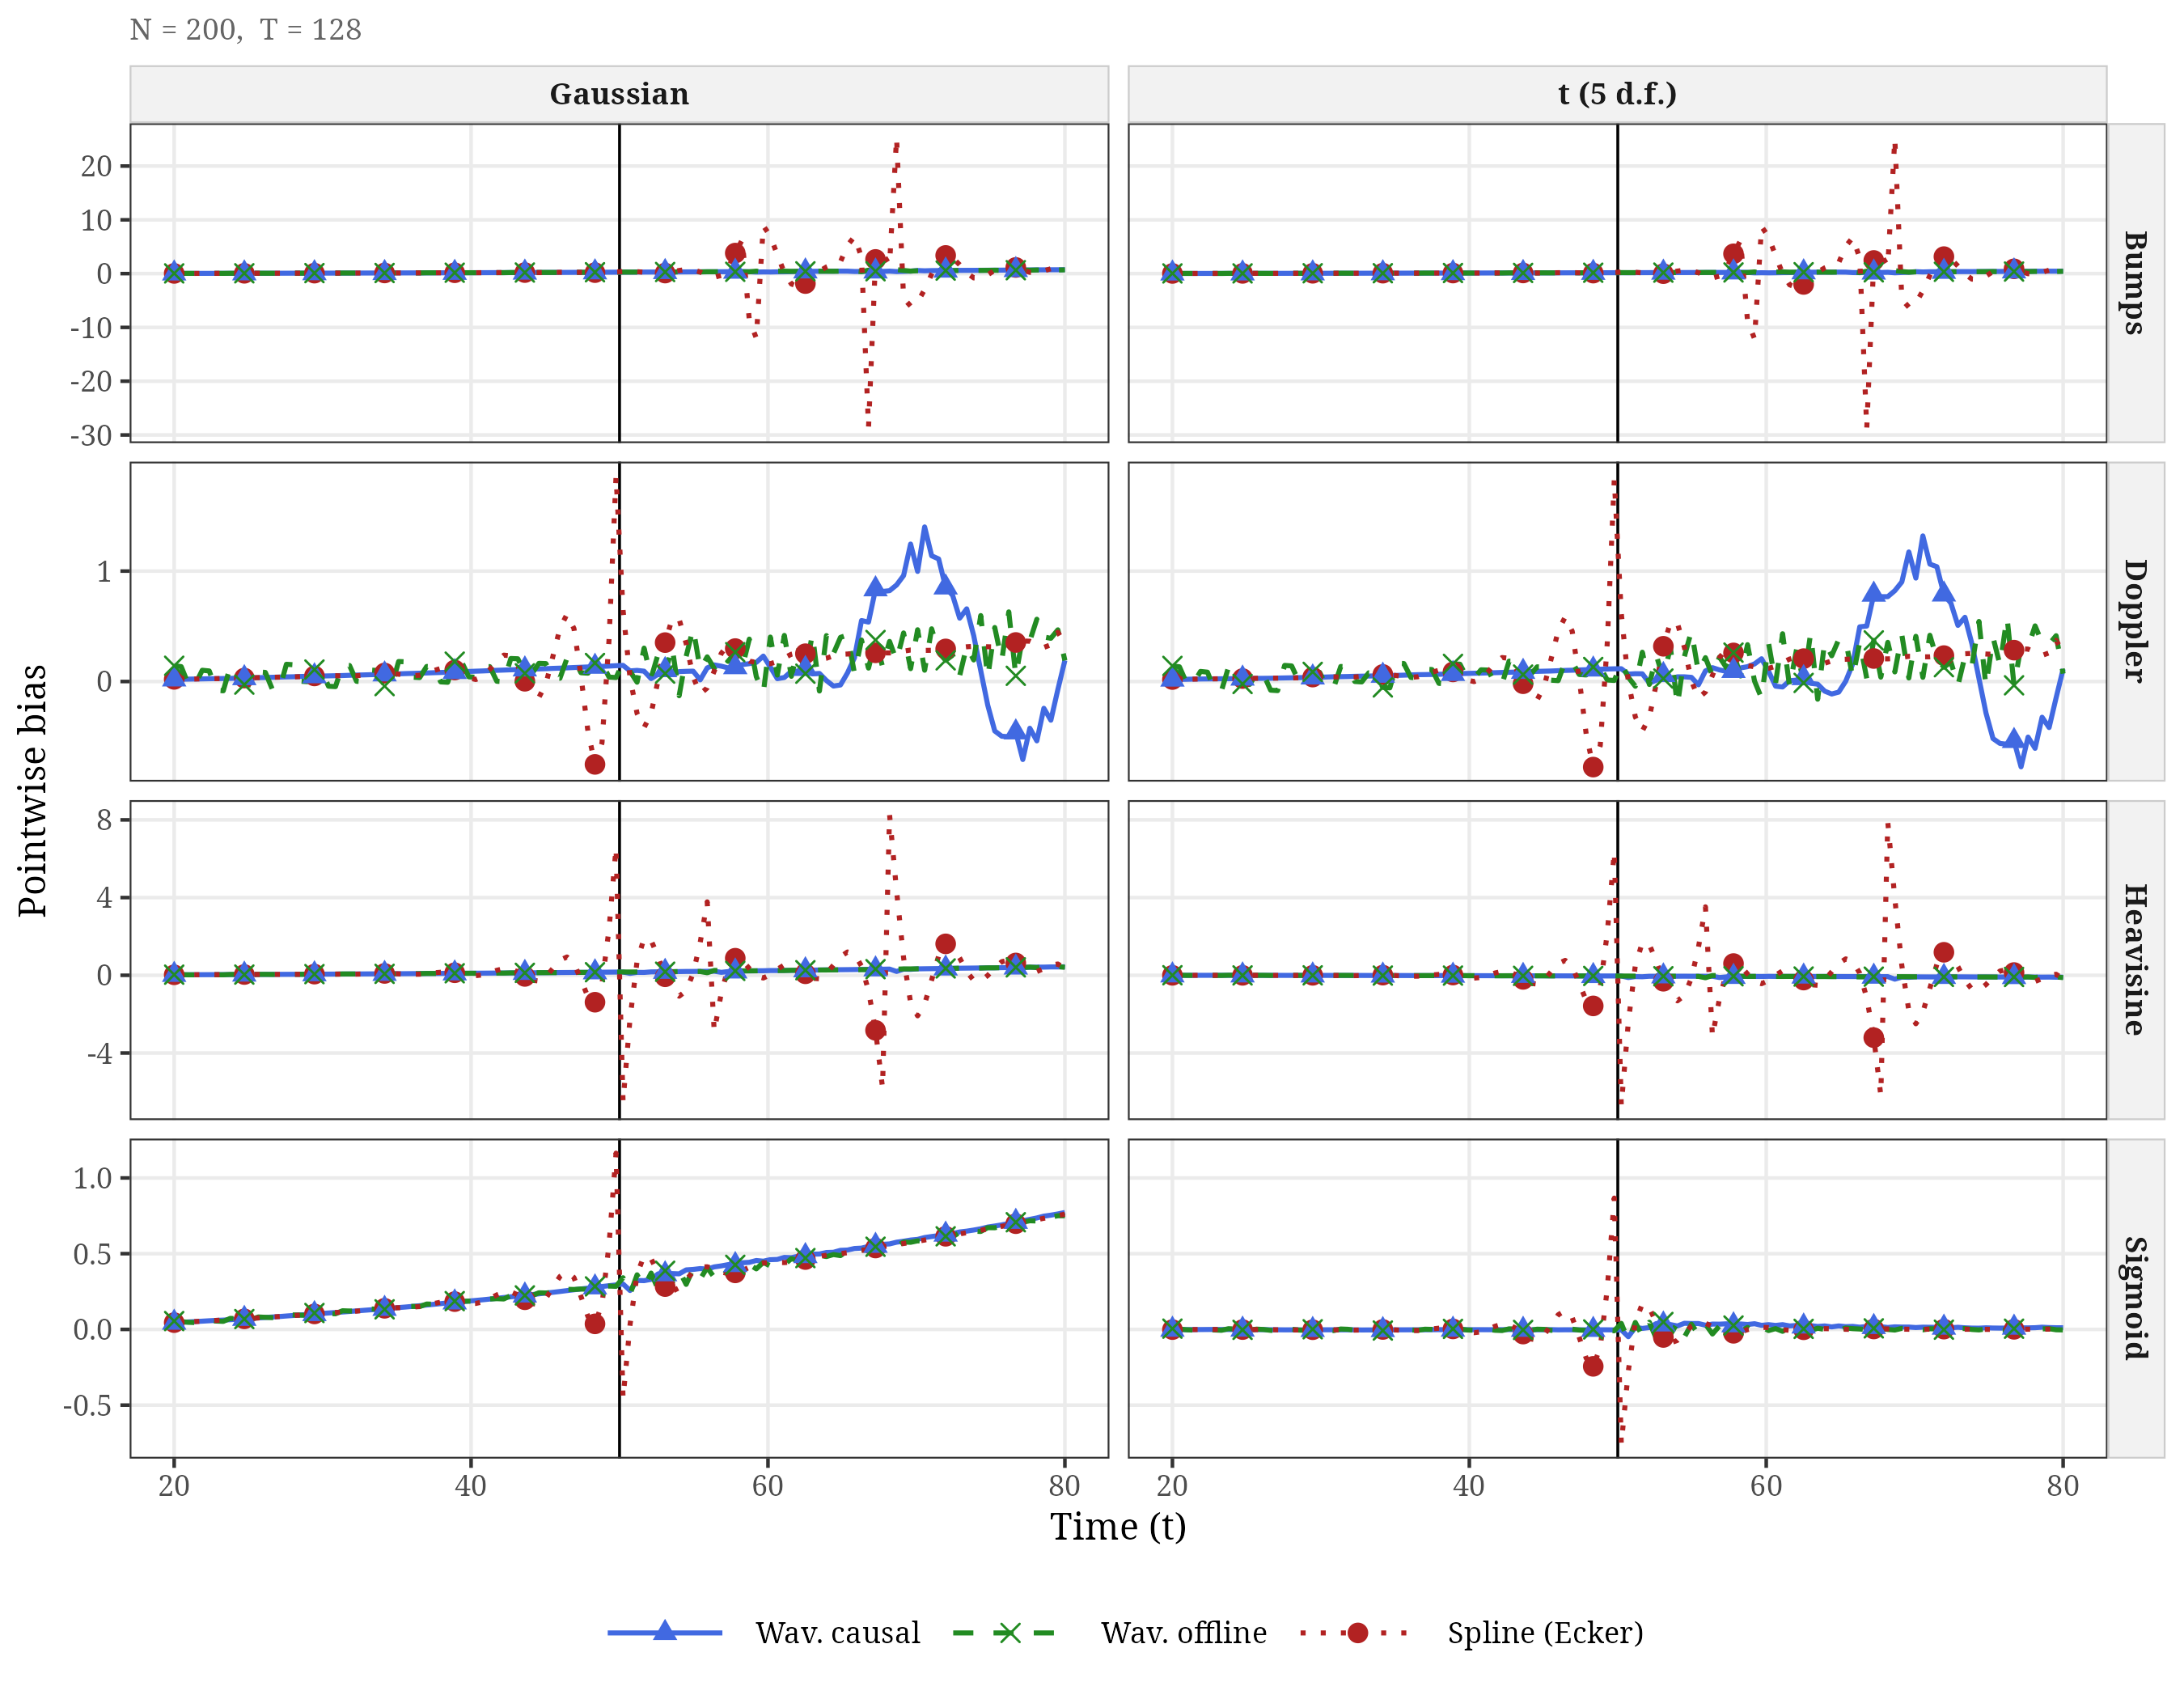 N = 200,  T = 128
Gaussian
t (5 d.f.)
Pointwise bias
20
10
0
-10
-20
-30
Bumps
1
0
Doppler
8
4
0
-4
Heavisine
1.0
0.5
0.0
-0.5
Sigmoid
20 40 60 80 20 40 60 80
Time (t)
Wav. causal Wav. offline Spline (Ecker)